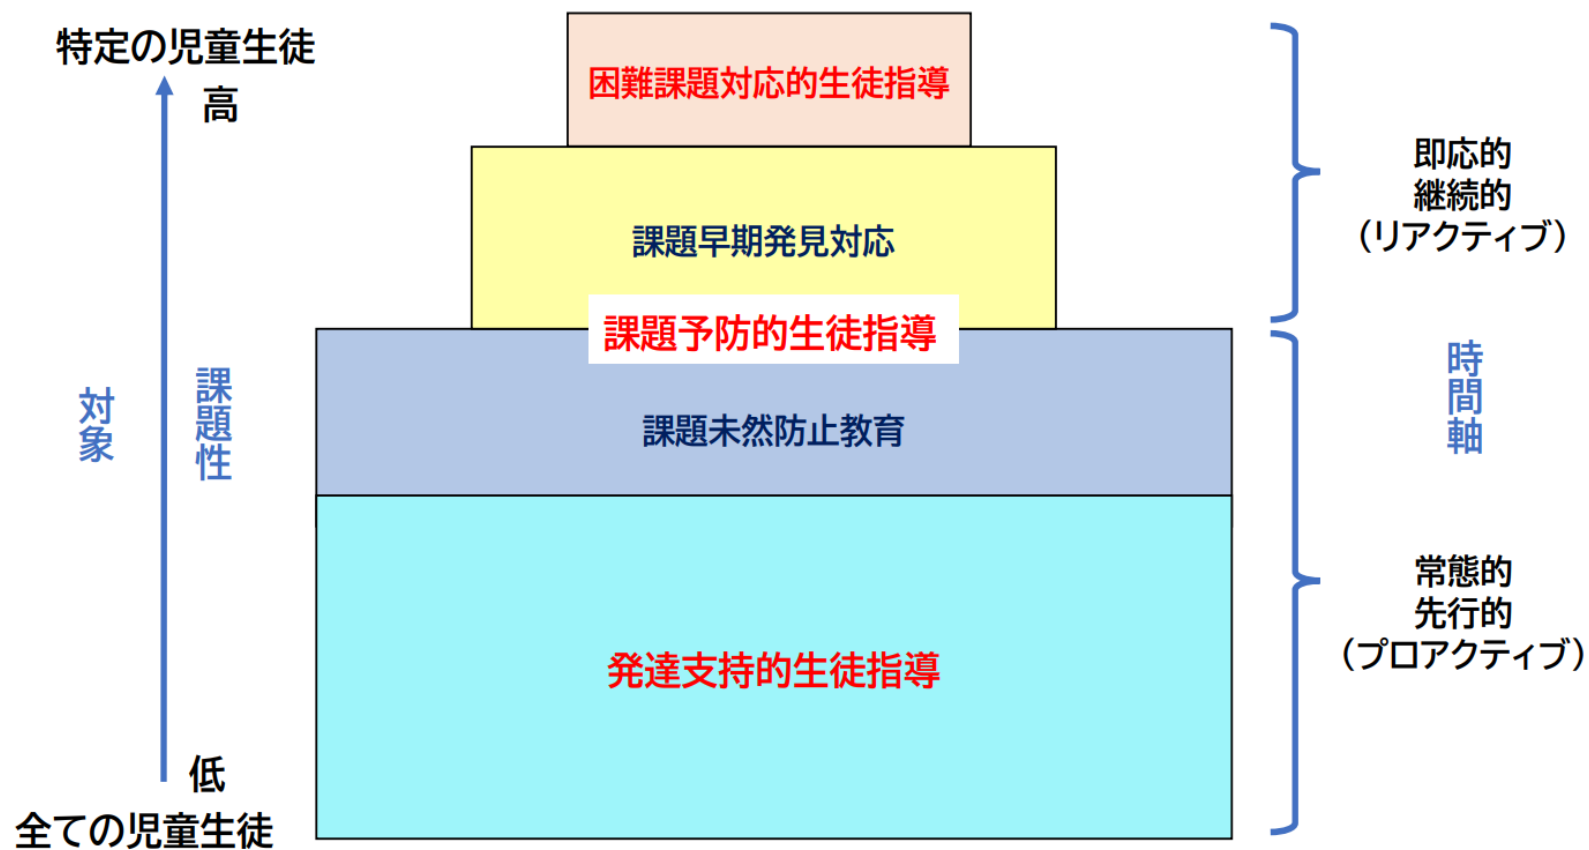 特定の児童生徒
高
困難課題対応的生徒指導
即応的
継続的
(リアクティブ)
課題早期発見対応
課題予防的生徒指導
対象
課題性
時間軸
課題未然防止教育
常態的
先行的
(プロアクティブ)
発達支持的生徒指導
低
全ての児童生徒